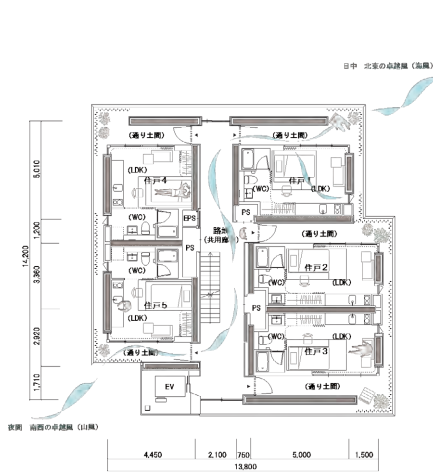 日中 北東の卓越風(海風)
(通り土間)
(通り土間)
(LDK)
住戸4
(WC)
EPS
PS
(LDK)
住戸1
(WC)
PS
路地
(共用廊下)
(通り土間)
(WC)
住戸5
(LDK)
PS
住戸2
(WC)
(LDK)
(WC)
(LDK)
住戸3
(通り土間)
(通り土間)
EV
夜間 南西の卓越風(山風)
5,010
1,200
3,360
2,920
1,710
14,200
4,450
2,100
750
5,000
1,500
13,800